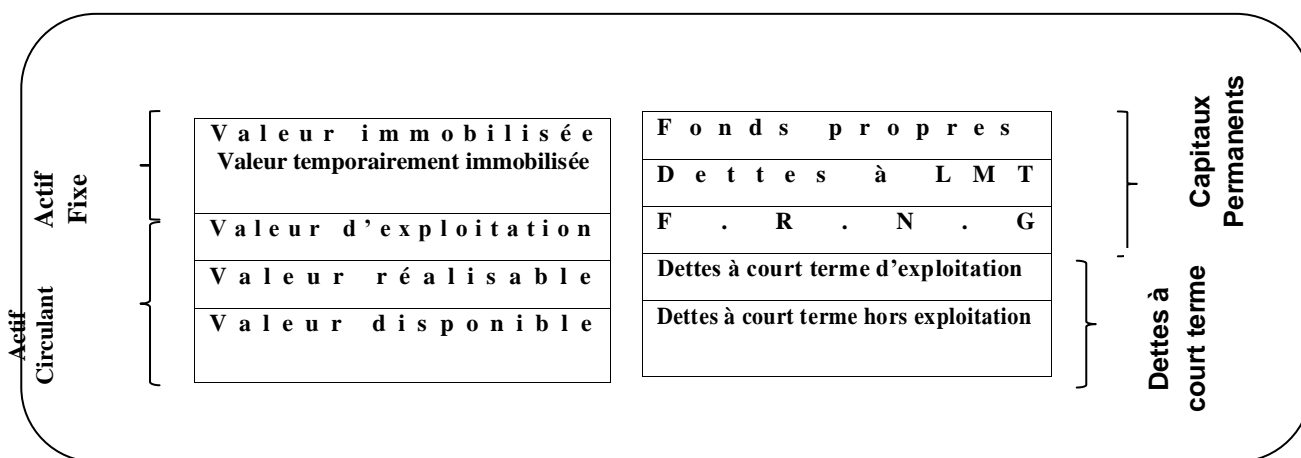 Actif
Fixe
Actif
Circulant
Valeur immobilisée
Valeur temporairement immobilisée
Valeur d'exploitation
Valeur réalisable
Valeur disponible
Fonds propres
Dettes à LMT
F.R.N.G
Dettes à court terme d'exploitation
Dettes à court terme hors exploitation
Capitaux
Permanents
Dettes à
court terme